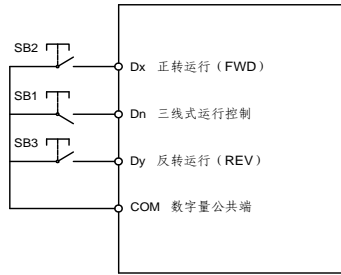 SB2
Dx 正转运行（FWD）
SB1
Dn 三线式运行控制
SB3
Dy 反转运行（REV）
COM 数字量公共端